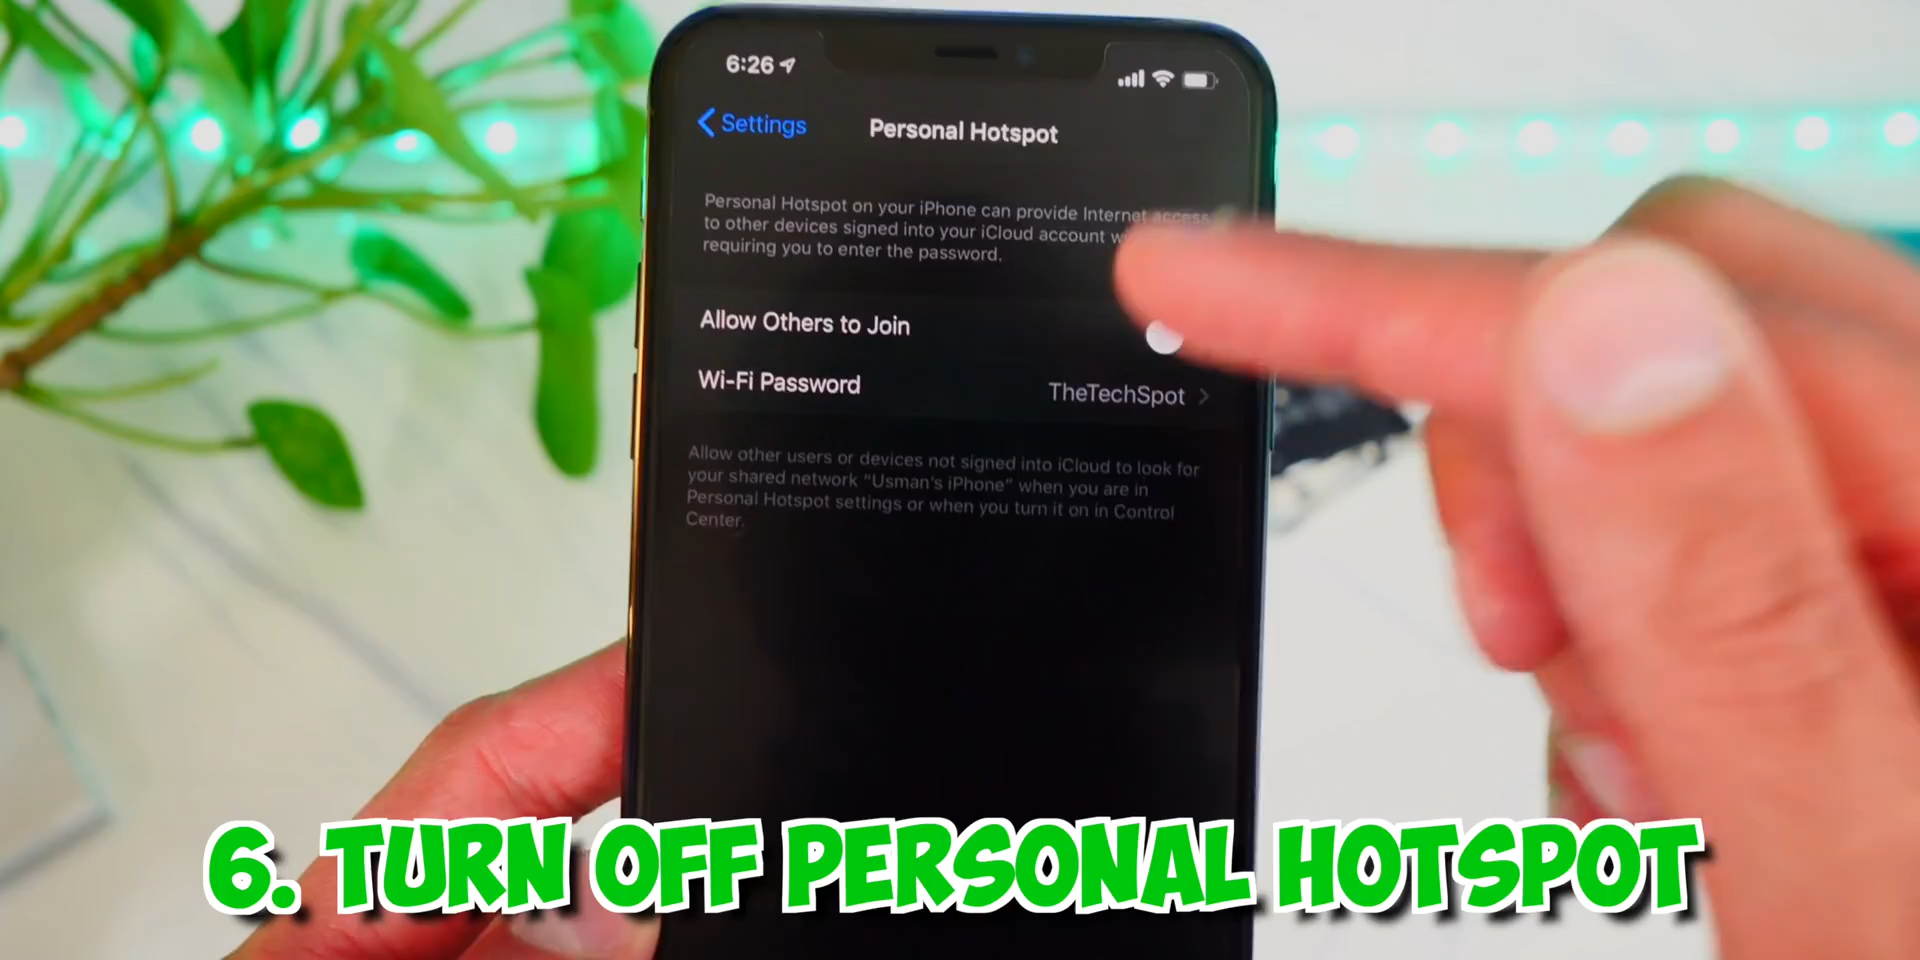 6:26
Settings
Personal Hotspot
Personal Hotspot on your iPhone can provide Internet access
to other devices signed into your iCloud account
requiring you to enter the password.
Allow Others to Join
Wi-Fi Password TheTechSpot
Allow other users or devices not signed into iCloud to look for
your shared network “Usman's iPhone” when you are in
Personal Hotspot settings or when you turn it on in Control
Center.
6. TURN OFF PERSONAL HOTSPOT